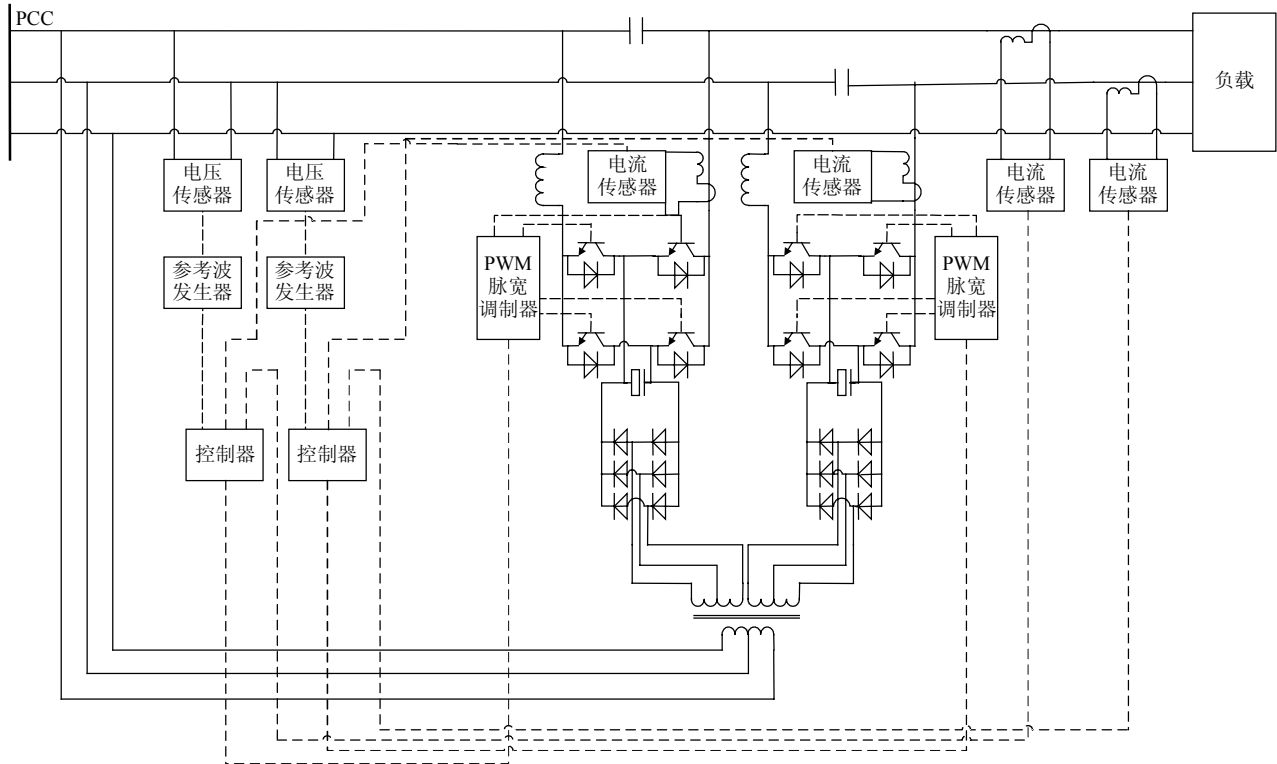 PCC
负载
电压
传感器
电压
传感器
电流
传感器
电流
传感器
电流
传感器
电流
传感器
参考波
发生器
参考波
发生器
PWM
脉宽
调制器
PWM
脉宽
调制器
控制器
控制器